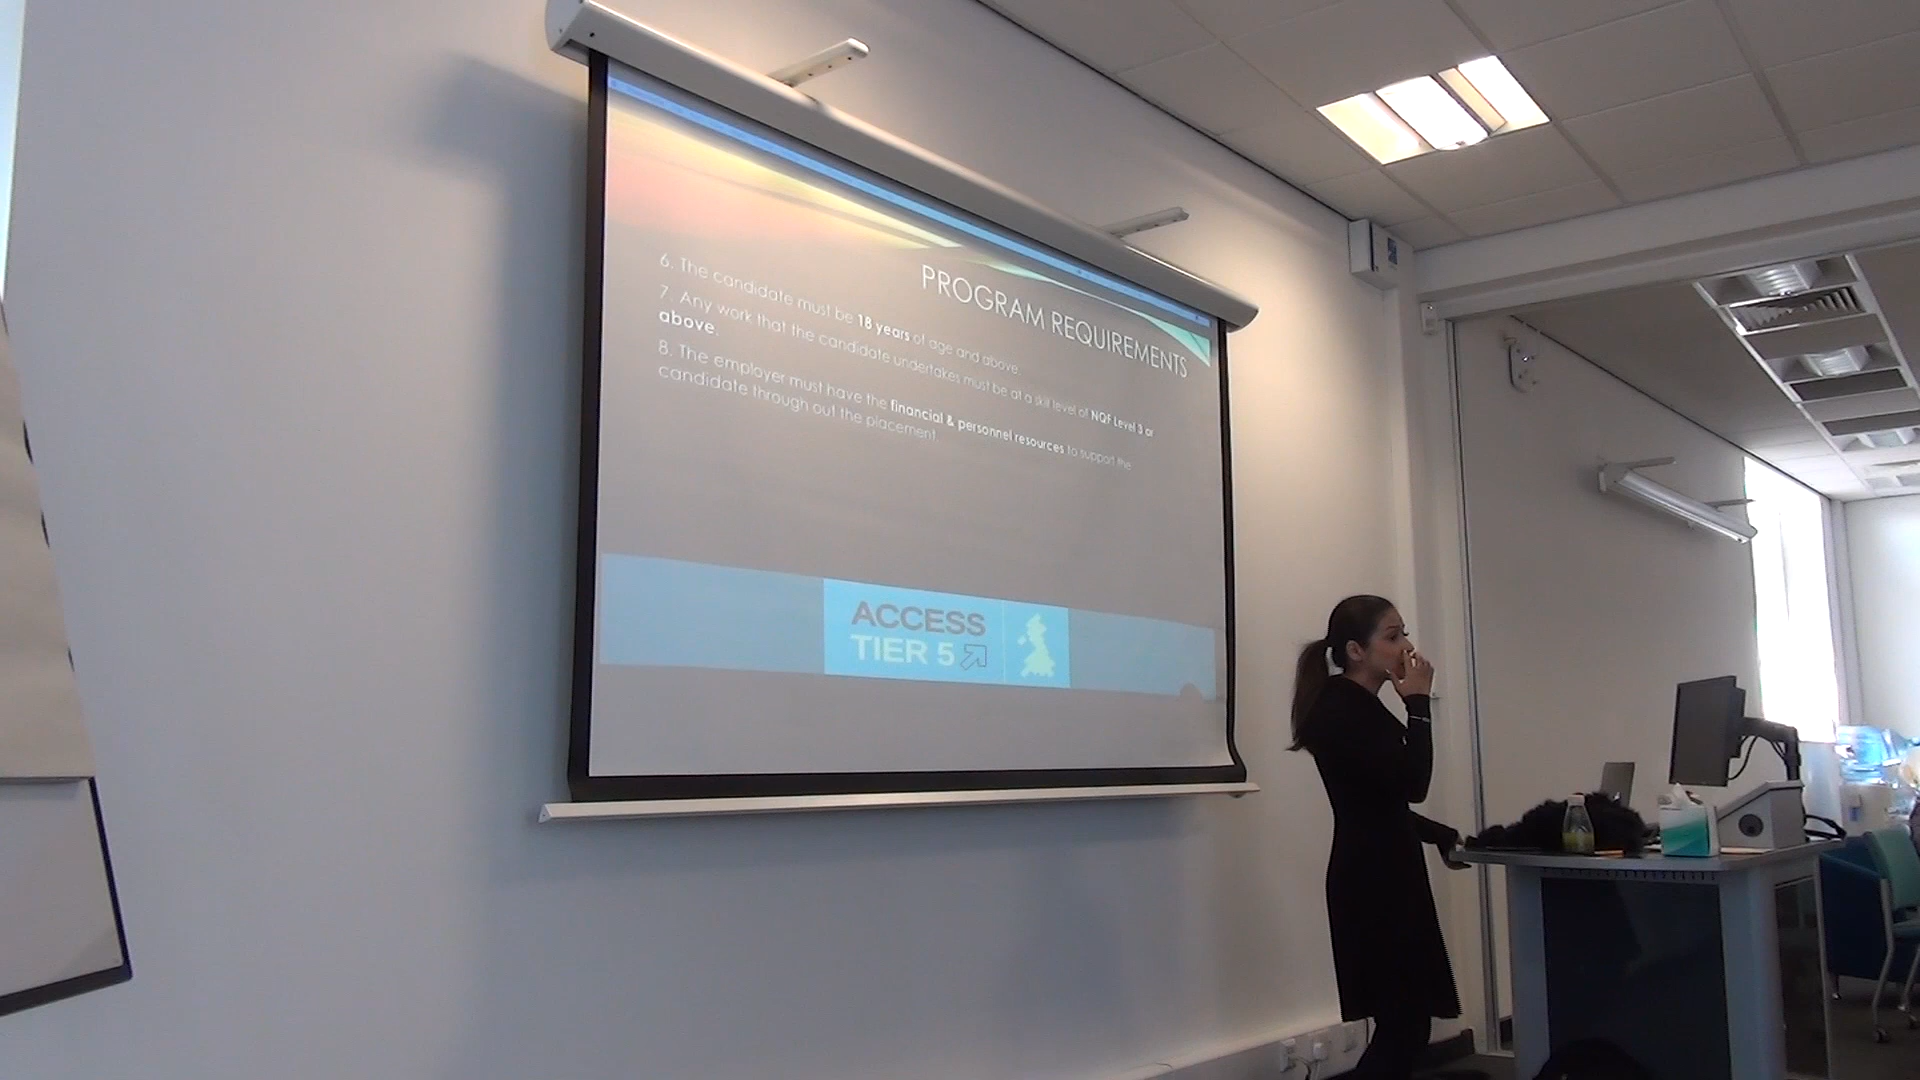 PROGRAM REQUIREMENTS
6. The candidate must be 18 years of age and above.
7. Any work that the candidate undertakes must be at a skill level of NQF Level 3 or
above.
8. The employer must have the financial & personnel resources to support the
candidate through out the placement
ACCESS
TIER 5